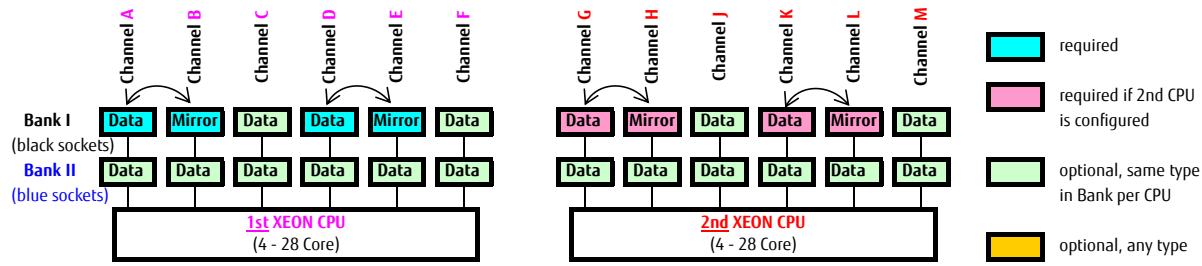 Channel A
Channel B
Channel C
Channel D
Channel E
Channel F
Channel G
Channel H
Channel J
Channel K
Channel L
Channel M
Bank I
(black sockets)
Data Mirror Data Data Mirror Data
Data Mirror Data Data Mirror Data
Bank II
(blue sockets)
Data Data Data Data Data Data
Data Data Data Data Data Data
1st XEON CPU
(4 - 28 Core)
2nd XEON CPU
(4 - 28 Core)
required
required if 2nd CPU
is configured
optional, same type
in Bank per CPU
optional, any type